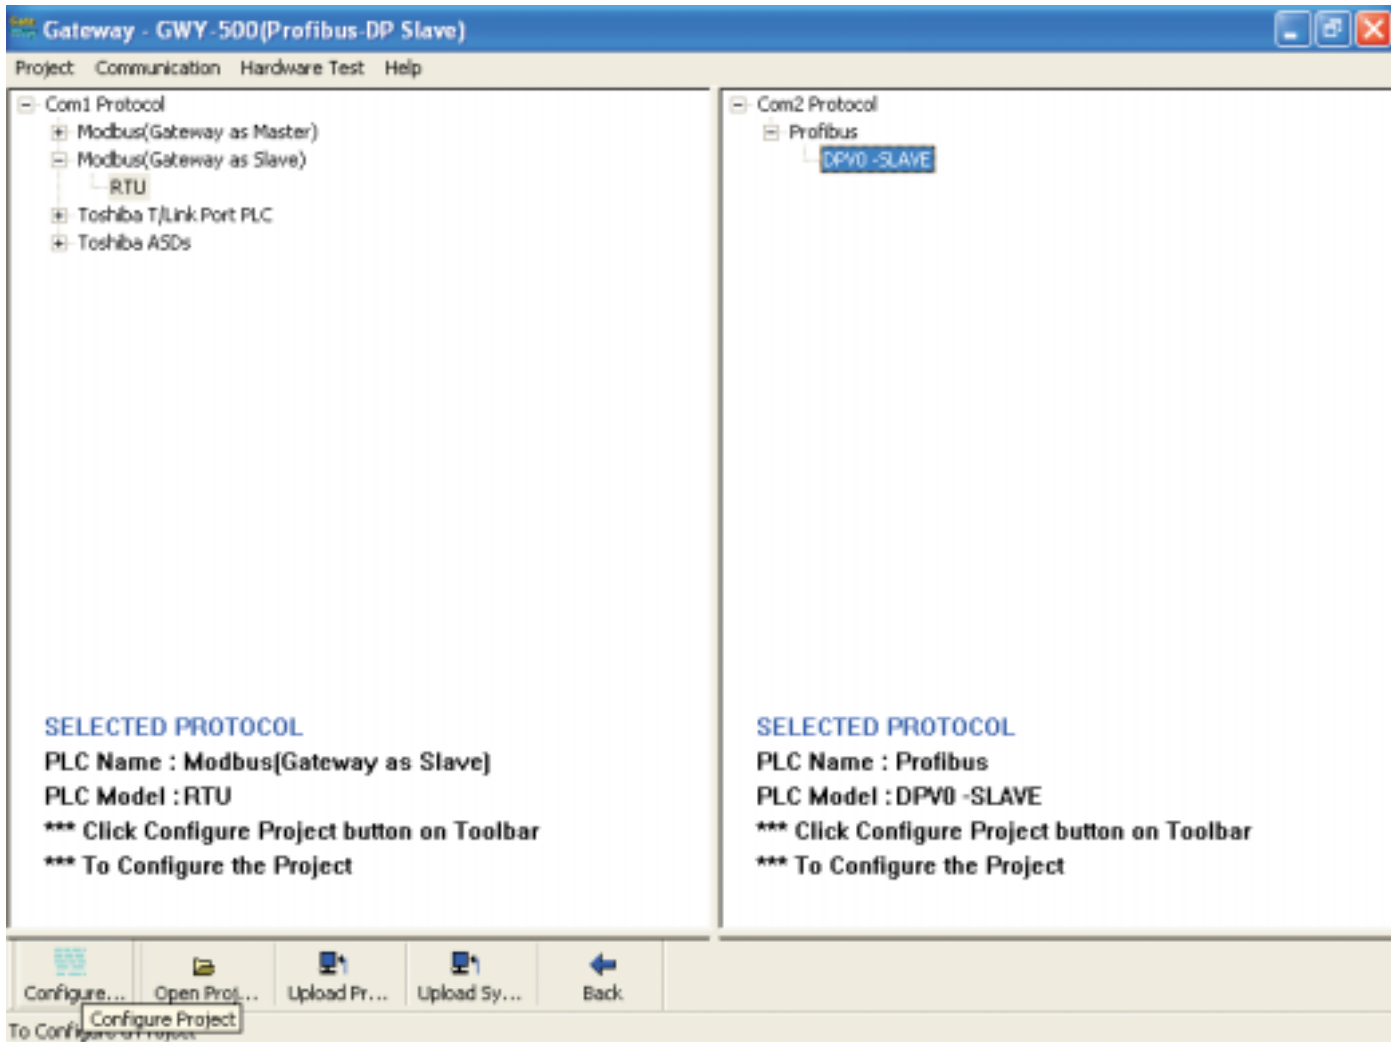 Gateway - GWY-500(Profibus-DP Slave)
Project Communication Hardware Test Help
Com1 Protocol
Modbus(Gateway as Master)
Modbus(Gateway as Slave)
RTU
Toshiba T/Link Port PLC
Toshiba ASDs
SELECTED PROTOCOL
PLC Name : Modbus(Gateway as Slave)
PLC Model : RTU
*** Click Configure Project button on Toolbar
*** To Configure the Project
Com2 Protocol
Profibus
DPV0 -SLAVE
SELECTED PROTOCOL
PLC Name : Profibus
PLC Model : DPV0 -SLAVE
*** Click Configure Project button on Toolbar
*** To Configure the Project
Configure... Open Proj... Upload Pr... Upload Sy... Back
Configure Project
To Configure a Project